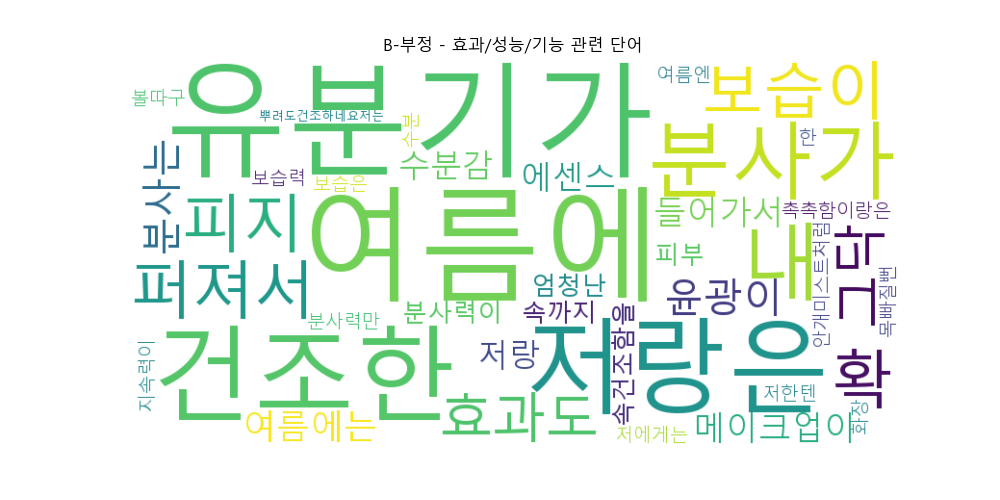 B-부정 - 효과/성능/기능 관련 단어
유분기가
여름엔
보습이
볼따구
뿌려도건조하네요저는
수분
한
분사가
수분감
에센스
분사는
보습력
보습은
피지
여름에
들어가서
촉촉함이랑은
내
그닥
퍼져서
피부
안개미스트처럼
목빠질뻔
엄청난
윤광이
분사력이
속까지
분사력만
건조한
저랑은
저랑
속건조함을
확
지속력이
저한텐
효과도
여름에는
저에게는
메이크업이
화장